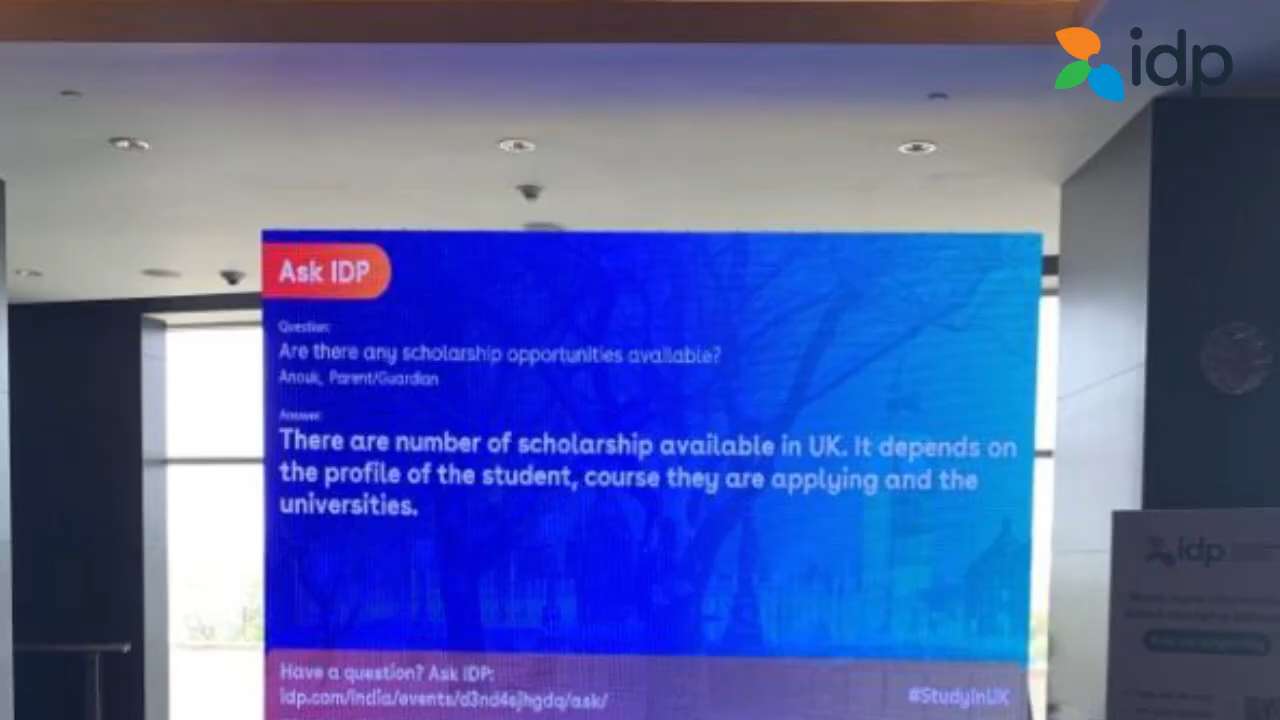 idp
Ask IDP
Question:
Are there any scholarship opportunities available?
Anouk, Parent/Guardian
Answer:
There are number of scholarship available in UK. It depends on
the profile of the student, course they are applying and the
universities.
Have a question? Ask IDP:
idp.com/india/events/d3nd4sjhgdq/ask/
#StudyInUK
idp